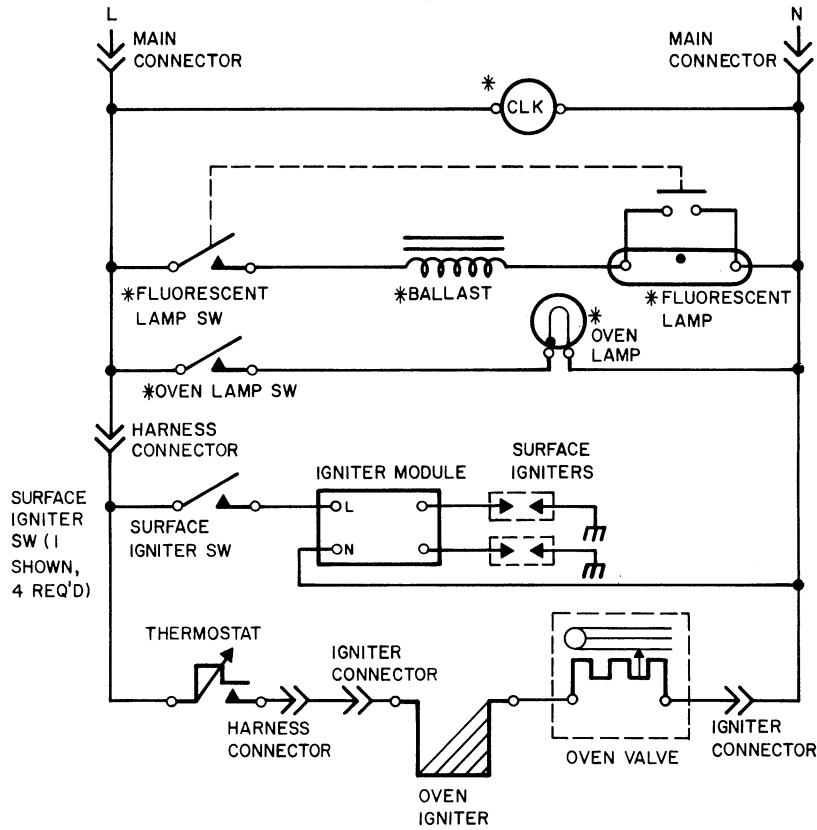 L
N
MAIN
CONNECTOR
MAIN
CONNECTOR
* CLK
*FLUORESCENT
LAMP SW
*BALLAST
*FLUORESCENT
LAMP
* OVEN
LAMP
*OVEN LAMP SW
HARNESS
CONNECTOR
SURFACE
IGNITER
SW (1
SHOWN,
4 REQ'D)
SURFACE
IGNITER SW
IGNITER MODULE
L
N
SURFACE
IGNITERS
THERMOSTAT
HARNESS
CONNECTOR
IGNITER
CONNECTOR
OVEN
IGNITER
OVEN VALVE
IGNITER
CONNECTOR